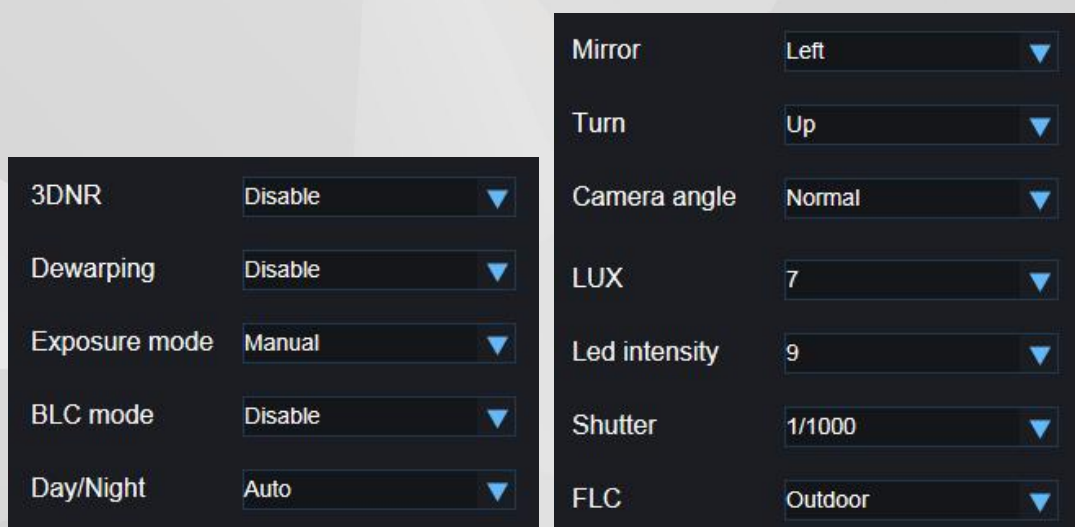 3DNR Disable
Dewarping Disable
Exposure mode Manual
BLC mode Disable
Day/Night Auto
Mirror Left
Turn Up
Camera angle Normal
LUX 7
Led intensity 9
Shutter 1/1000
FLC Outdoor